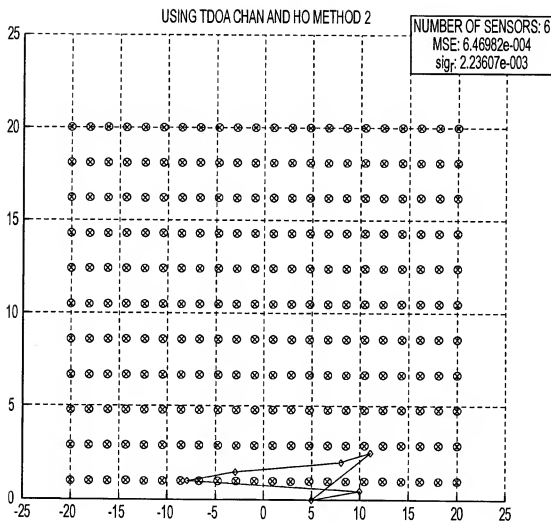 USING TDOA CHAN AND HO METHOD 2
NUMBER OF SENSORS: 6
MSE: 6.46982e-004
sigr: 2.23607e-003
25
20
15
10
5
0
-25 -20 -15 -10 -5 0 5 10 15 20 25